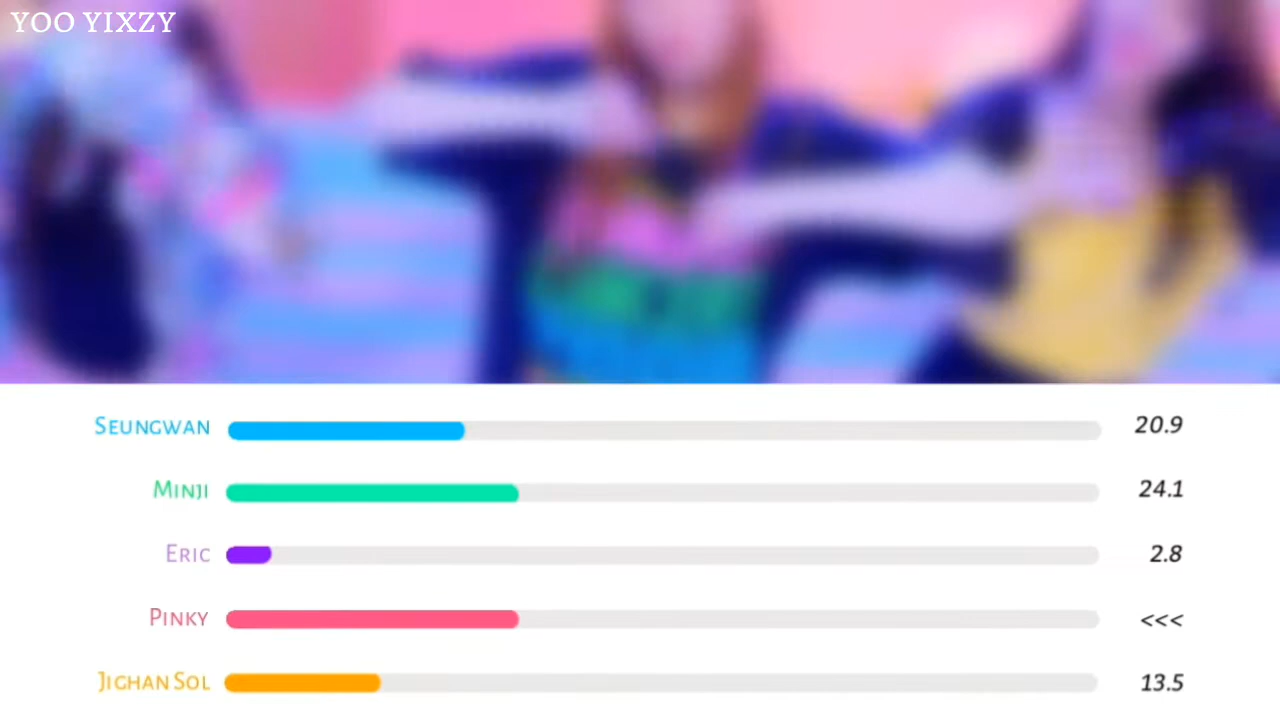 YOO YIXZY
Seungwan 20.9
Minji 24.1
Eric 2.8
Pinky <<<
Jighan Sol 13.5